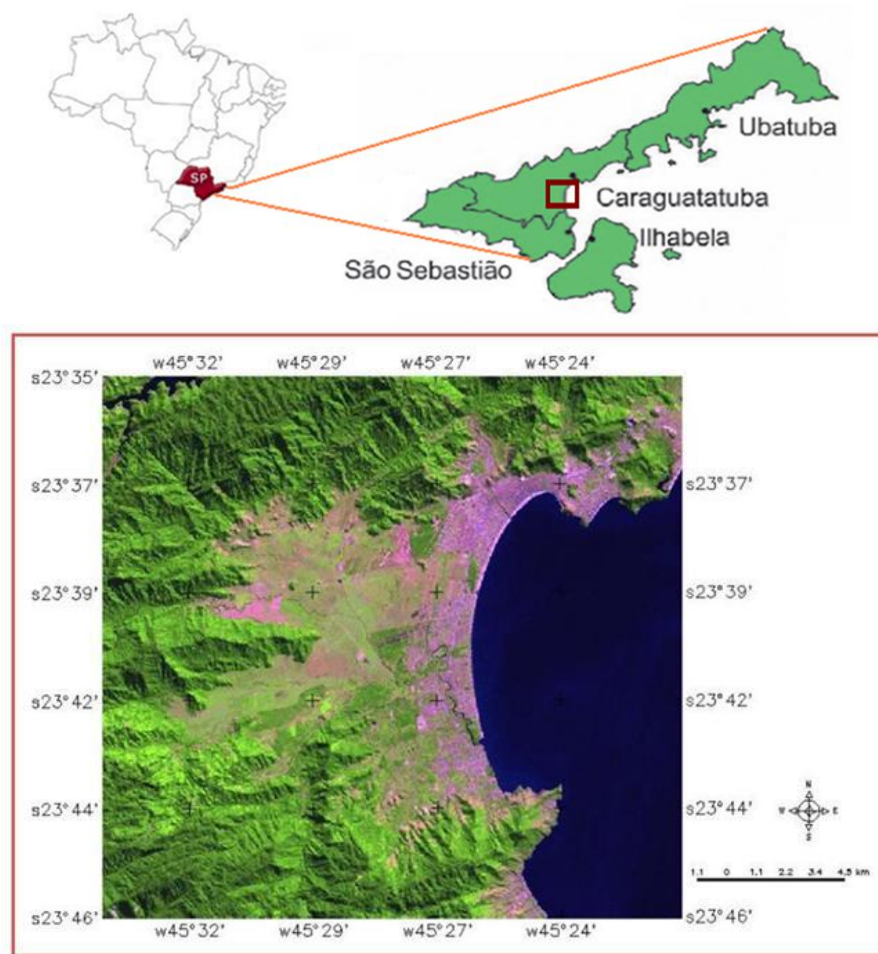 SP
Ubatuba
Caraguatatuba
Ilhabela
São Sebastião
w45°32' w45°29' w45°27' w45°24'
s23°35'
s23°37' s23°37'
s23°39' s23°39'
s23°42' s23°42'
s23°44' s23°44'
N
W E
S
1.1 0 1.1 2.2 3.4 4.5 km
s23°46' s23°46'
w45°32' w45°29' w45°27' w45°24'